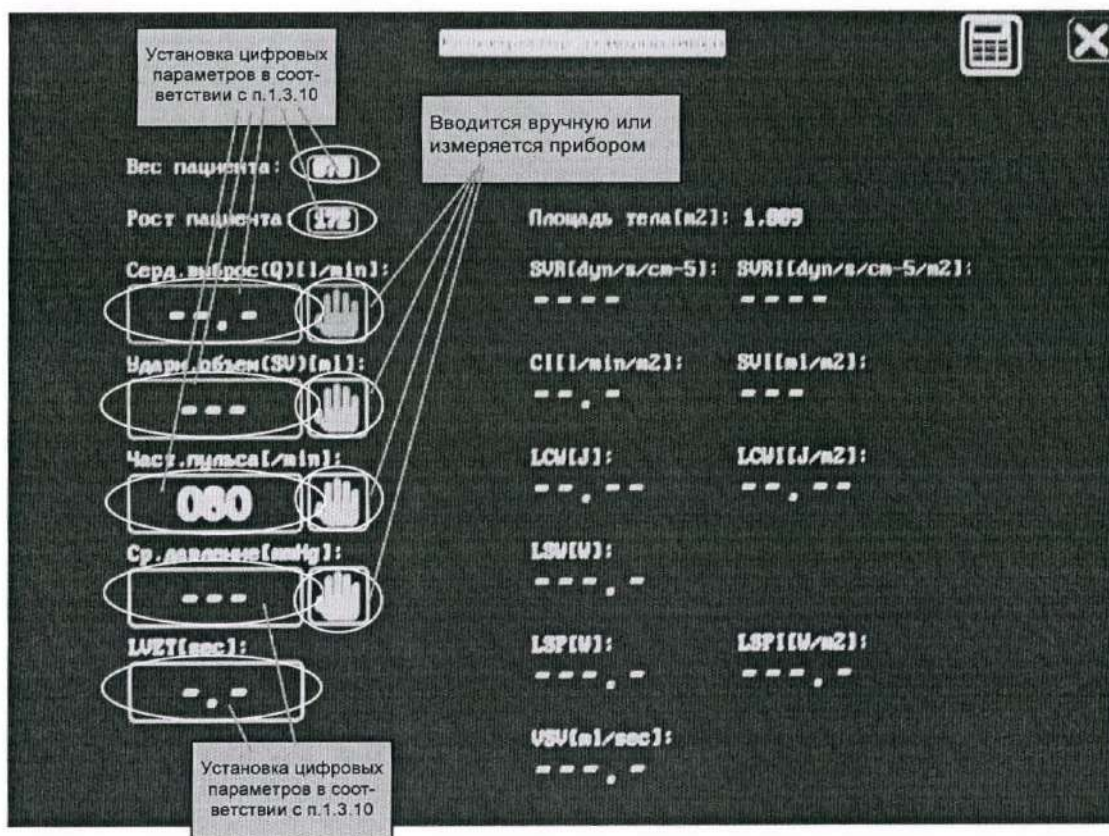 Установка цифровых
параметров в соот-
ветствии с п.1.3.10
Вводится вручную или
измеряется прибором
Вес пациента:
Рост пациента: 172
Площадь тела[m2]: 1.809
Серд.выброс(Q)[l/min]:
--.-
SVR[dyn/s/cm-5]: SVRI[dyn/s/cm-5/m2]:
---- ----
Ударн.объем(SV)[ml]:
---
CI[l/min/m2]: SVI[ml/m2]:
--.- ---
Част.пульса[/min]:
080
LCW[J]: LCWI[J/m2]:
--.-- --.--
Ср.давление[mmHg]:
---
LSW[W]:
---.-
LVET[sec]:
-.-
LSP[W]: LSPI[W/m2]:
---.- ---.-
VSV[ml/sec]:
---.-
Установка цифровых
параметров в соот-
ветствии с п.1.3.10